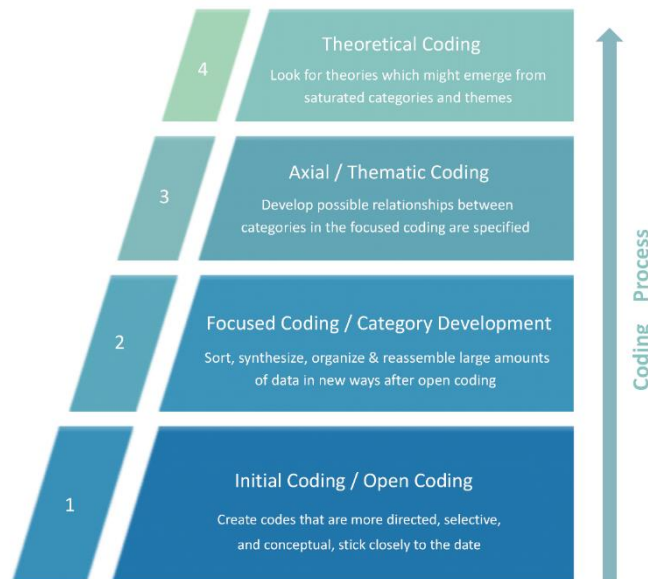 4
Theoretical Coding
Look for theories which might emerge from
saturated categories and themes
3
Axial / Thematic Coding
Develop possible relationships between
categories in the focused coding are specified
2
Focused Coding / Category Development
Sort, synthesize, organize & reassemble large amounts
of data in new ways after open coding
1
Initial Coding / Open Coding
Create codes that are more directed, selective,
and conceptual, stick closely to the date
Coding Process